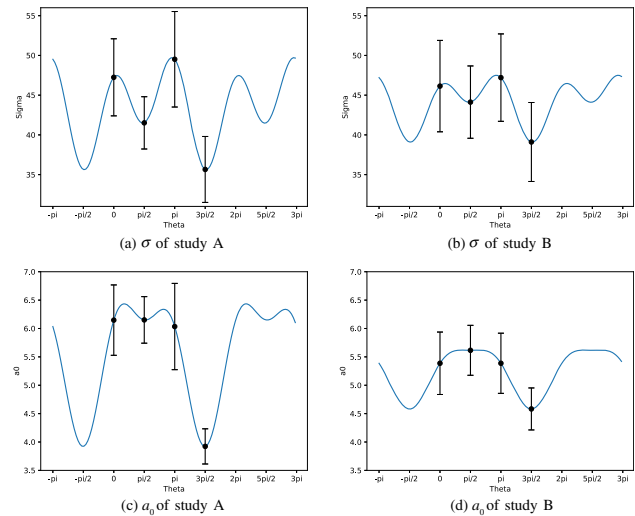 55
50
45
40
35
Sigma
-pi -pi/2 0 pi/2 pi 3pi/2 2pi 5pi/2 3pi
Theta
(a) σ of study A
55
50
45
40
35
Sigma
-pi -pi/2 0 pi/2 pi 3pi/2 2pi 5pi/2 3pi
Theta
(b) σ of study B
7.0
6.5
6.0
5.5
5.0
4.5
4.0
3.5
a0
-pi -pi/2 0 pi/2 pi 3pi/2 2pi 5pi/2 3pi
Theta
(c) a₀ of study A
7.0
6.5
6.0
5.5
5.0
4.5
4.0
3.5
a0
-pi -pi/2 0 pi/2 pi 3pi/2 2pi 5pi/2 3pi
Theta
(d) a₀ of study B